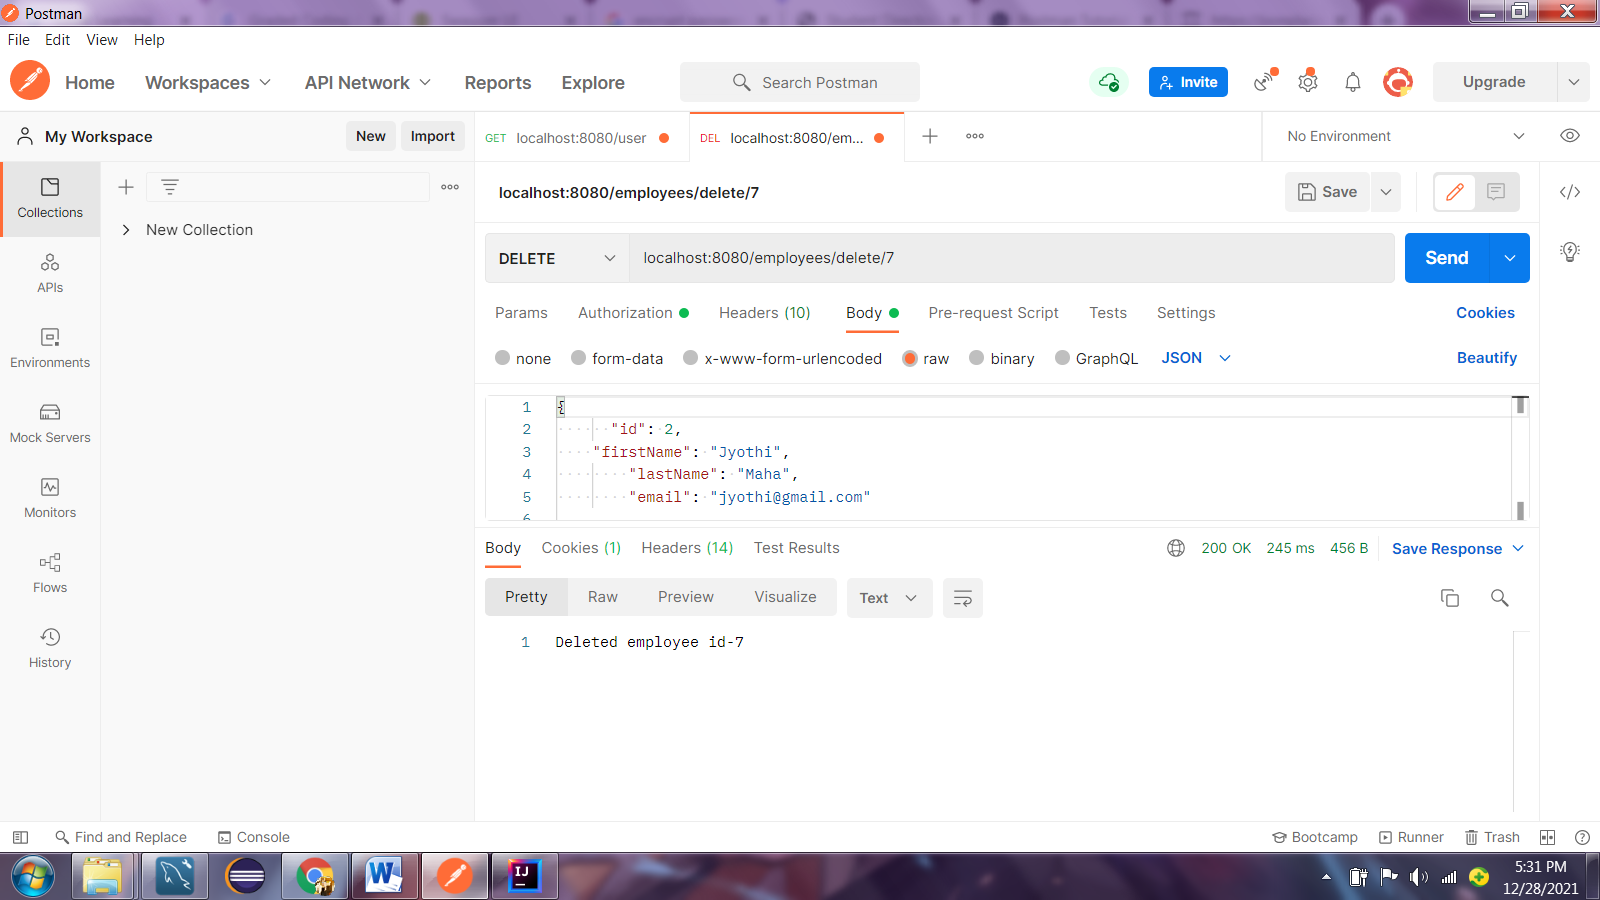 Postman
File Edit View Help
Home Workspaces API Network Reports Explore Search Postman Invite Upgrade
My Workspace New Import GET localhost:8080/user DEL localhost:8080/em... No Environment
Collections
APIs
Environments
Mock Servers
Monitors
Flows
History
New Collection
localhost:8080/employees/delete/7 Save
DELETE localhost:8080/employees/delete/7 Send
Params Authorization Headers (10) Body Pre-request Script Tests Settings Cookies
none form-data x-www-form-urlencoded raw binary GraphQL JSON Beautify
1 {
2 "id": 2,
3 "firstName": "Jyothi",
4 "lastName": "Maha",
5 "email": "jyothi@gmail.com"
6
Body Cookies (1) Headers (14) Test Results 200 OK 245 ms 456 B Save Response
Pretty Raw Preview Visualize Text
1 Deleted employee id-7
Find and Replace Console Bootcamp Runner Trash
IJ
5:31 PM
12/28/2021